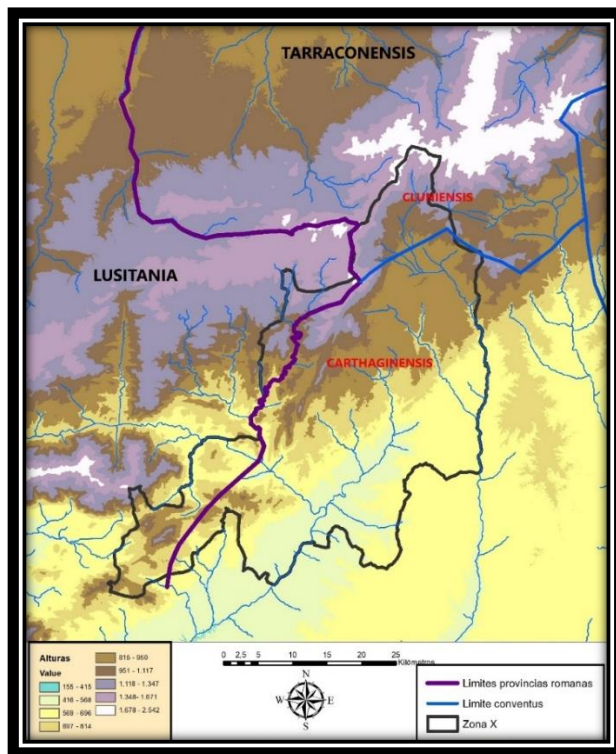 TARRACONENSIS
CLUNIENSIS
LUSITANIA
CARTHAGINENSIS
Alturas
Value
155 - 415
416 - 568
569 - 696
697 - 814
815 - 950
951 - 1.117
1.118 - 1.347
1.348- 1.671
1.678 - 2.542
0 2,5 5 10 15 20 25
Kilómetros
N
W E
S
Limites provincias romanas
Limite conventus
Zona X